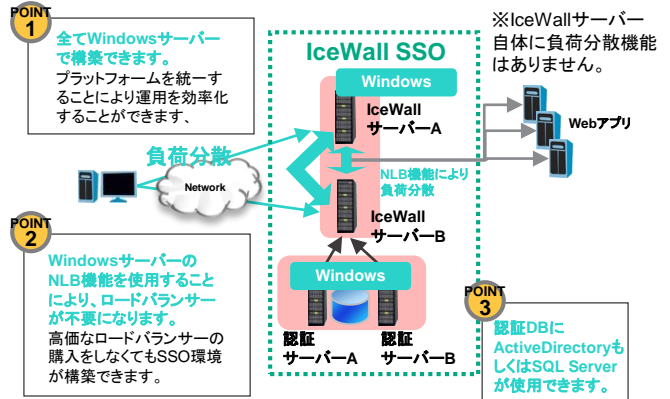 POINT
1
全てWindowsサーバー
で構築できます。
プラットフォームを統一す
ることにより運用を効率化
することができます、
IceWall SSO
※IceWallサーバー
自体に負荷分散機能
はありません。
Windows
IceWall
サーバーA
Webアプリ
負荷分散
Network
NLB機能により
負荷分散
IceWall
サーバーB
POINT
2
Windowsサーバーの
NLB機能を使用すること
により、ロードバランサー
が不要になります。
高価なロードバランサーの
購入をしなくてもSSO環境
が構築できます。
Windows
認証
サーバーA
認証
サーバーB
POINT
3
認証DBに
ActiveDirectoryも
しくはSQL Server
が使用できます。